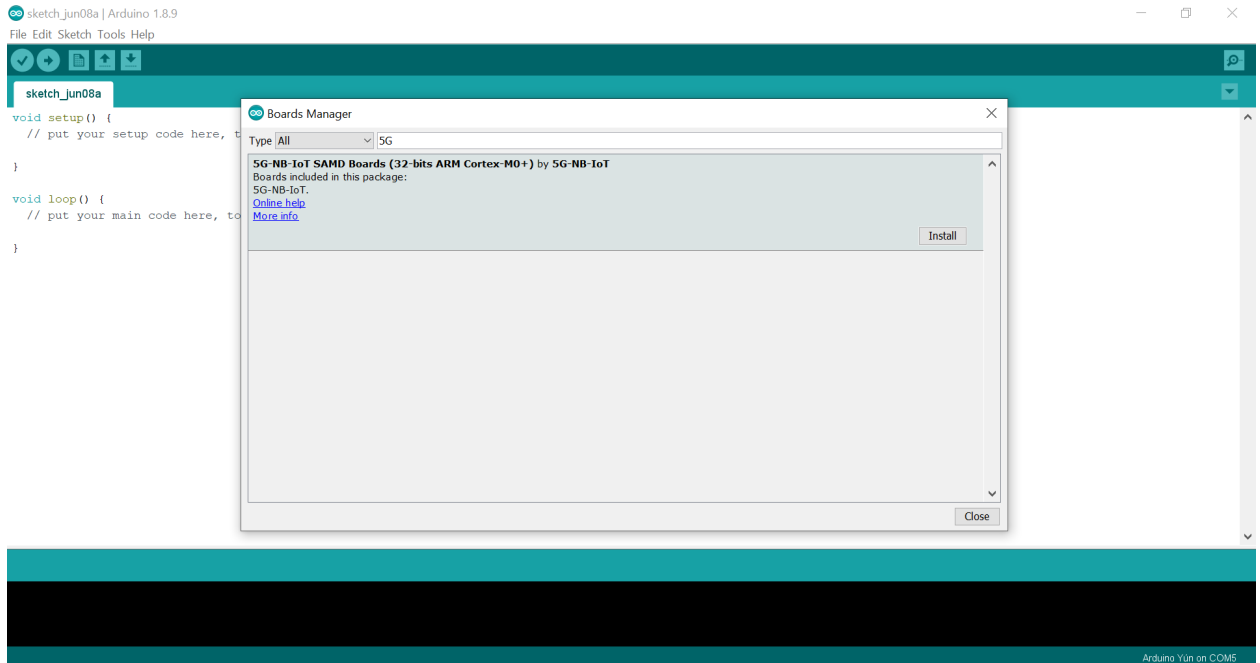 sketch_jun08a | Arduino 1.8.9
File Edit Sketch Tools Help
sketch_jun08a
void setup() {
// put your setup code here, t
}
void loop() {
// put your main code here, to
}
Boards Manager
Type All 5G
5G-NB-IoT SAMD Boards (32-bits ARM Cortex-M0+) by 5G-NB-IoT
Boards included in this package:
5G-NB-IoT.
Online help
More info
Install
Close
Arduino Yún on COM5